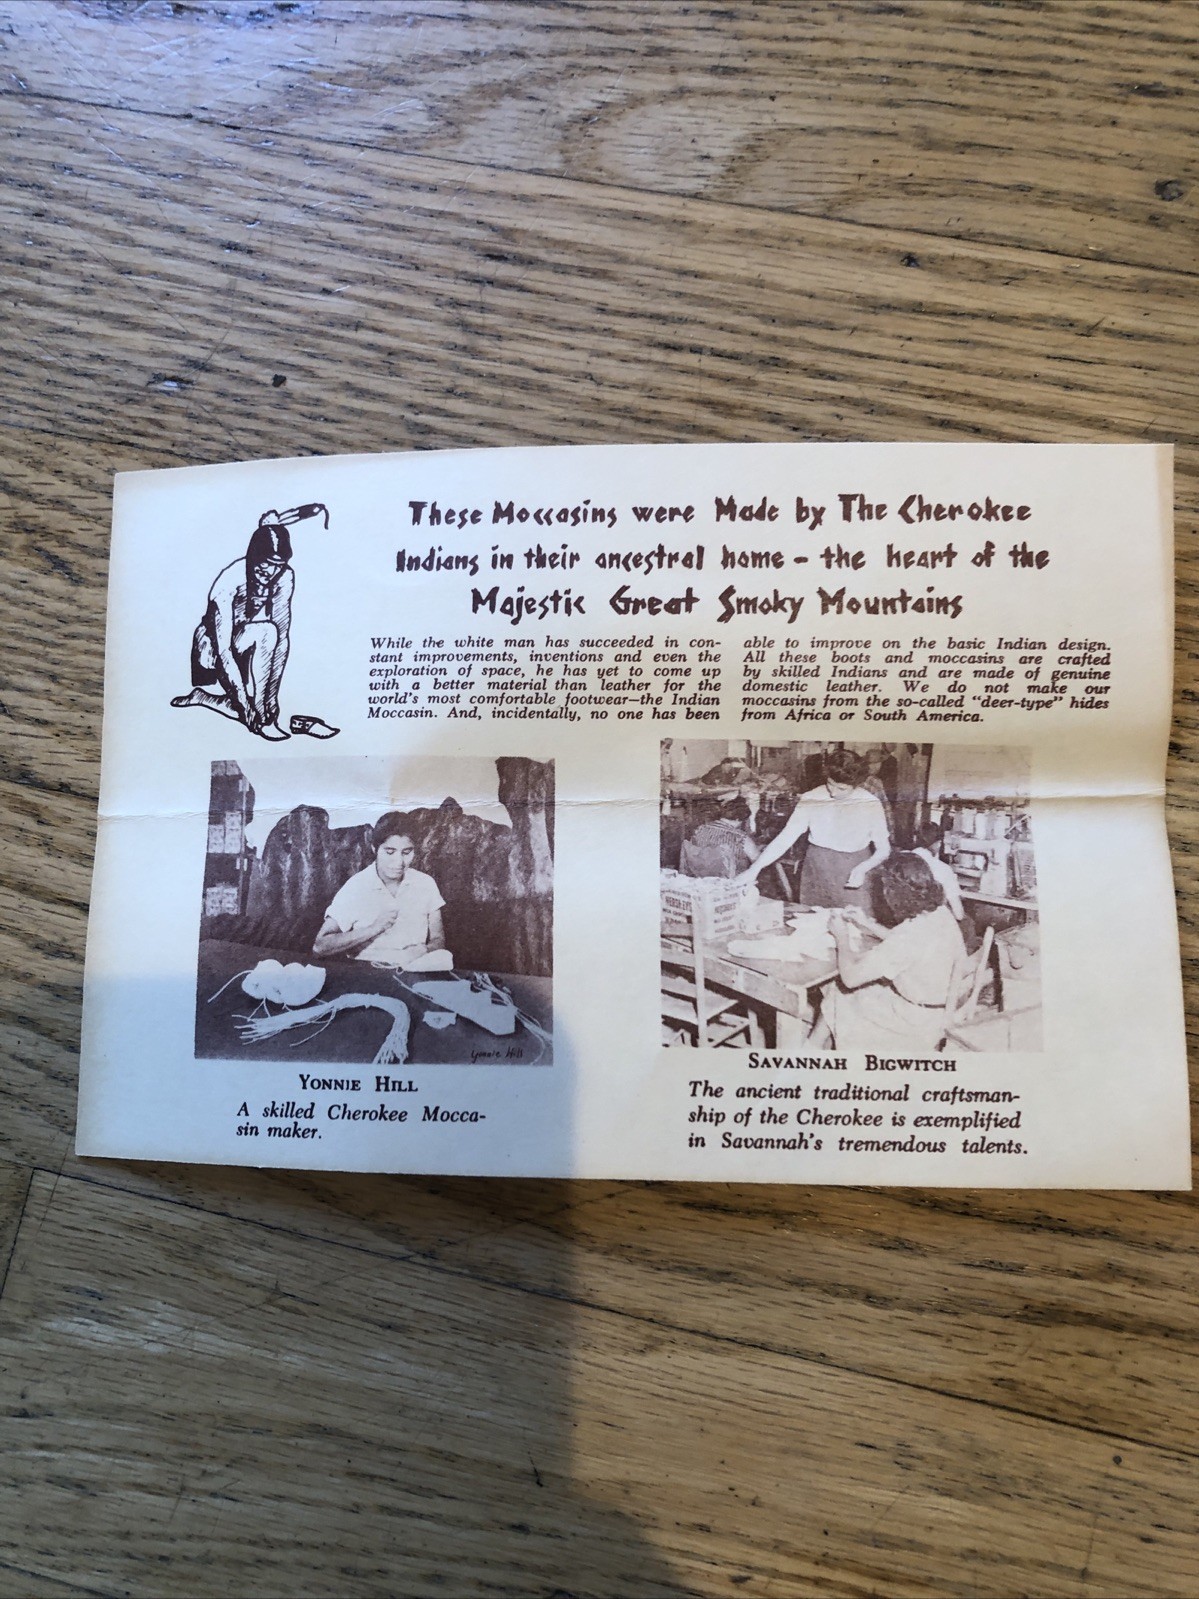 These Moccasins were Made by The Cherokee
Indians in their ancestral home - the heart of the
Majestic Great Smoky Mountains
While the white man has succeeded in con-
stant improvements, inventions and even the
exploration of space, he has yet to come up
with a better material than leather for the
world's most comfortable footwear—the Indian
Moccasin. And, incidentally, no one has been
able to improve on the basic Indian design.
All these boots and moccasins are crafted
by skilled Indians and are made of genuine
domestic leather. We do not make our
moccasins from the so-called "deer-type" hides
from Africa or South America.
Yonnie Hill
YONNIE HILL
A skilled Cherokee Mocca-
sin maker.
HERSHEY'S
SAVANNAH BIGWITCH
The ancient traditional craftsman-
ship of the Cherokee is exemplified
in Savannah's tremendous talents.